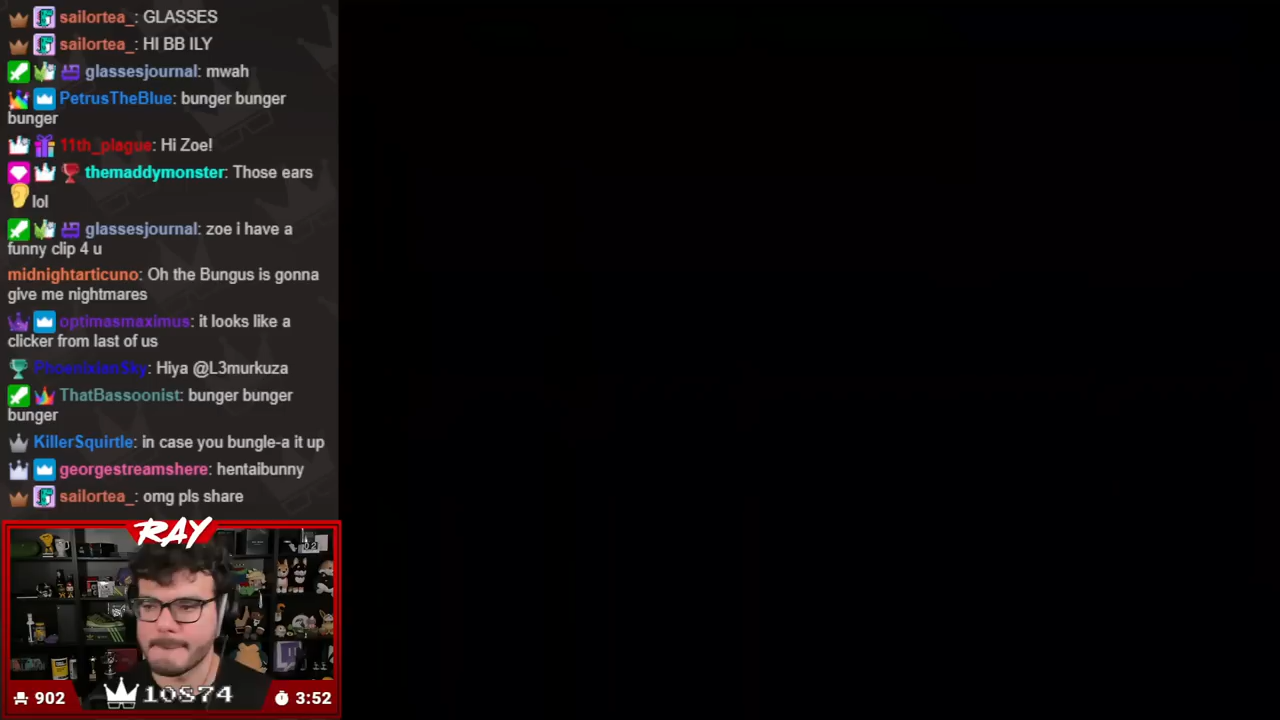 sailortea_: GLASSES
sailortea_: HI BB ILY
glassesjournal: mwah
PetrusTheBlue: bunger bunger
bunger
11th_plague: Hi Zoe!
themaddymonster: Those ears
lol
glassesjournal: zoe i have a
funny clip 4 u
midnightarticuno: Oh the Bungus is gonna
give me nightmares
optimasmaximus: it looks like a
clicker from last of us
PhoenixianSky: Hiya @L3murkuza
ThatBassoonist: bunger bunger
bunger
KillerSquirtle: in case you bungle-a it up
georgestreamshere: hentaibunny
sailortea_: omg pls share
RAY
902 10874 3:52